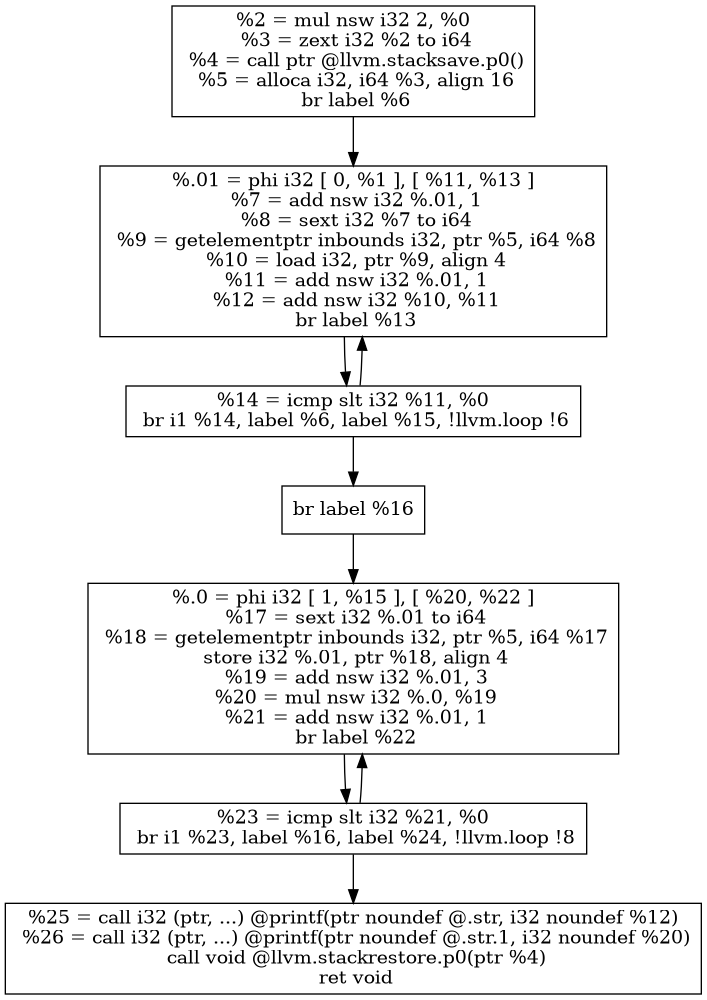 %2 = mul nsw i32 2, %0
%3 = zext i32 %2 to i64
%4 = call ptr @llvm.stacksave.p0()
%5 = alloca i32, i64 %3, align 16
br label %6
%.01 = phi i32 [ 0, %1 ], [ %11, %13 ]
%7 = add nsw i32 %.01, 1
%8 = sext i32 %7 to i64
%9 = getelementptr inbounds i32, ptr %5, i64 %8
%10 = load i32, ptr %9, align 4
%11 = add nsw i32 %.01, 1
%12 = add nsw i32 %10, %11
br label %13
%14 = icmp slt i32 %11, %0
br i1 %14, label %6, label %15, !llvm.loop !6
br label %16
%.0 = phi i32 [ 1, %15 ], [ %20, %22 ]
%17 = sext i32 %.01 to i64
%18 = getelementptr inbounds i32, ptr %5, i64 %17
store i32 %.01, ptr %18, align 4
%19 = add nsw i32 %.01, 3
%20 = mul nsw i32 %.0, %19
%21 = add nsw i32 %.01, 1
br label %22
%23 = icmp slt i32 %21, %0
br i1 %23, label %16, label %24, !llvm.loop !8
%25 = call i32 (ptr, ...) @printf(ptr noundef @.str, i32 noundef %12)
%26 = call i32 (ptr, ...) @printf(ptr noundef @.str.1, i32 noundef %20)
call void @llvm.stackrestore.p0(ptr %4)
ret void